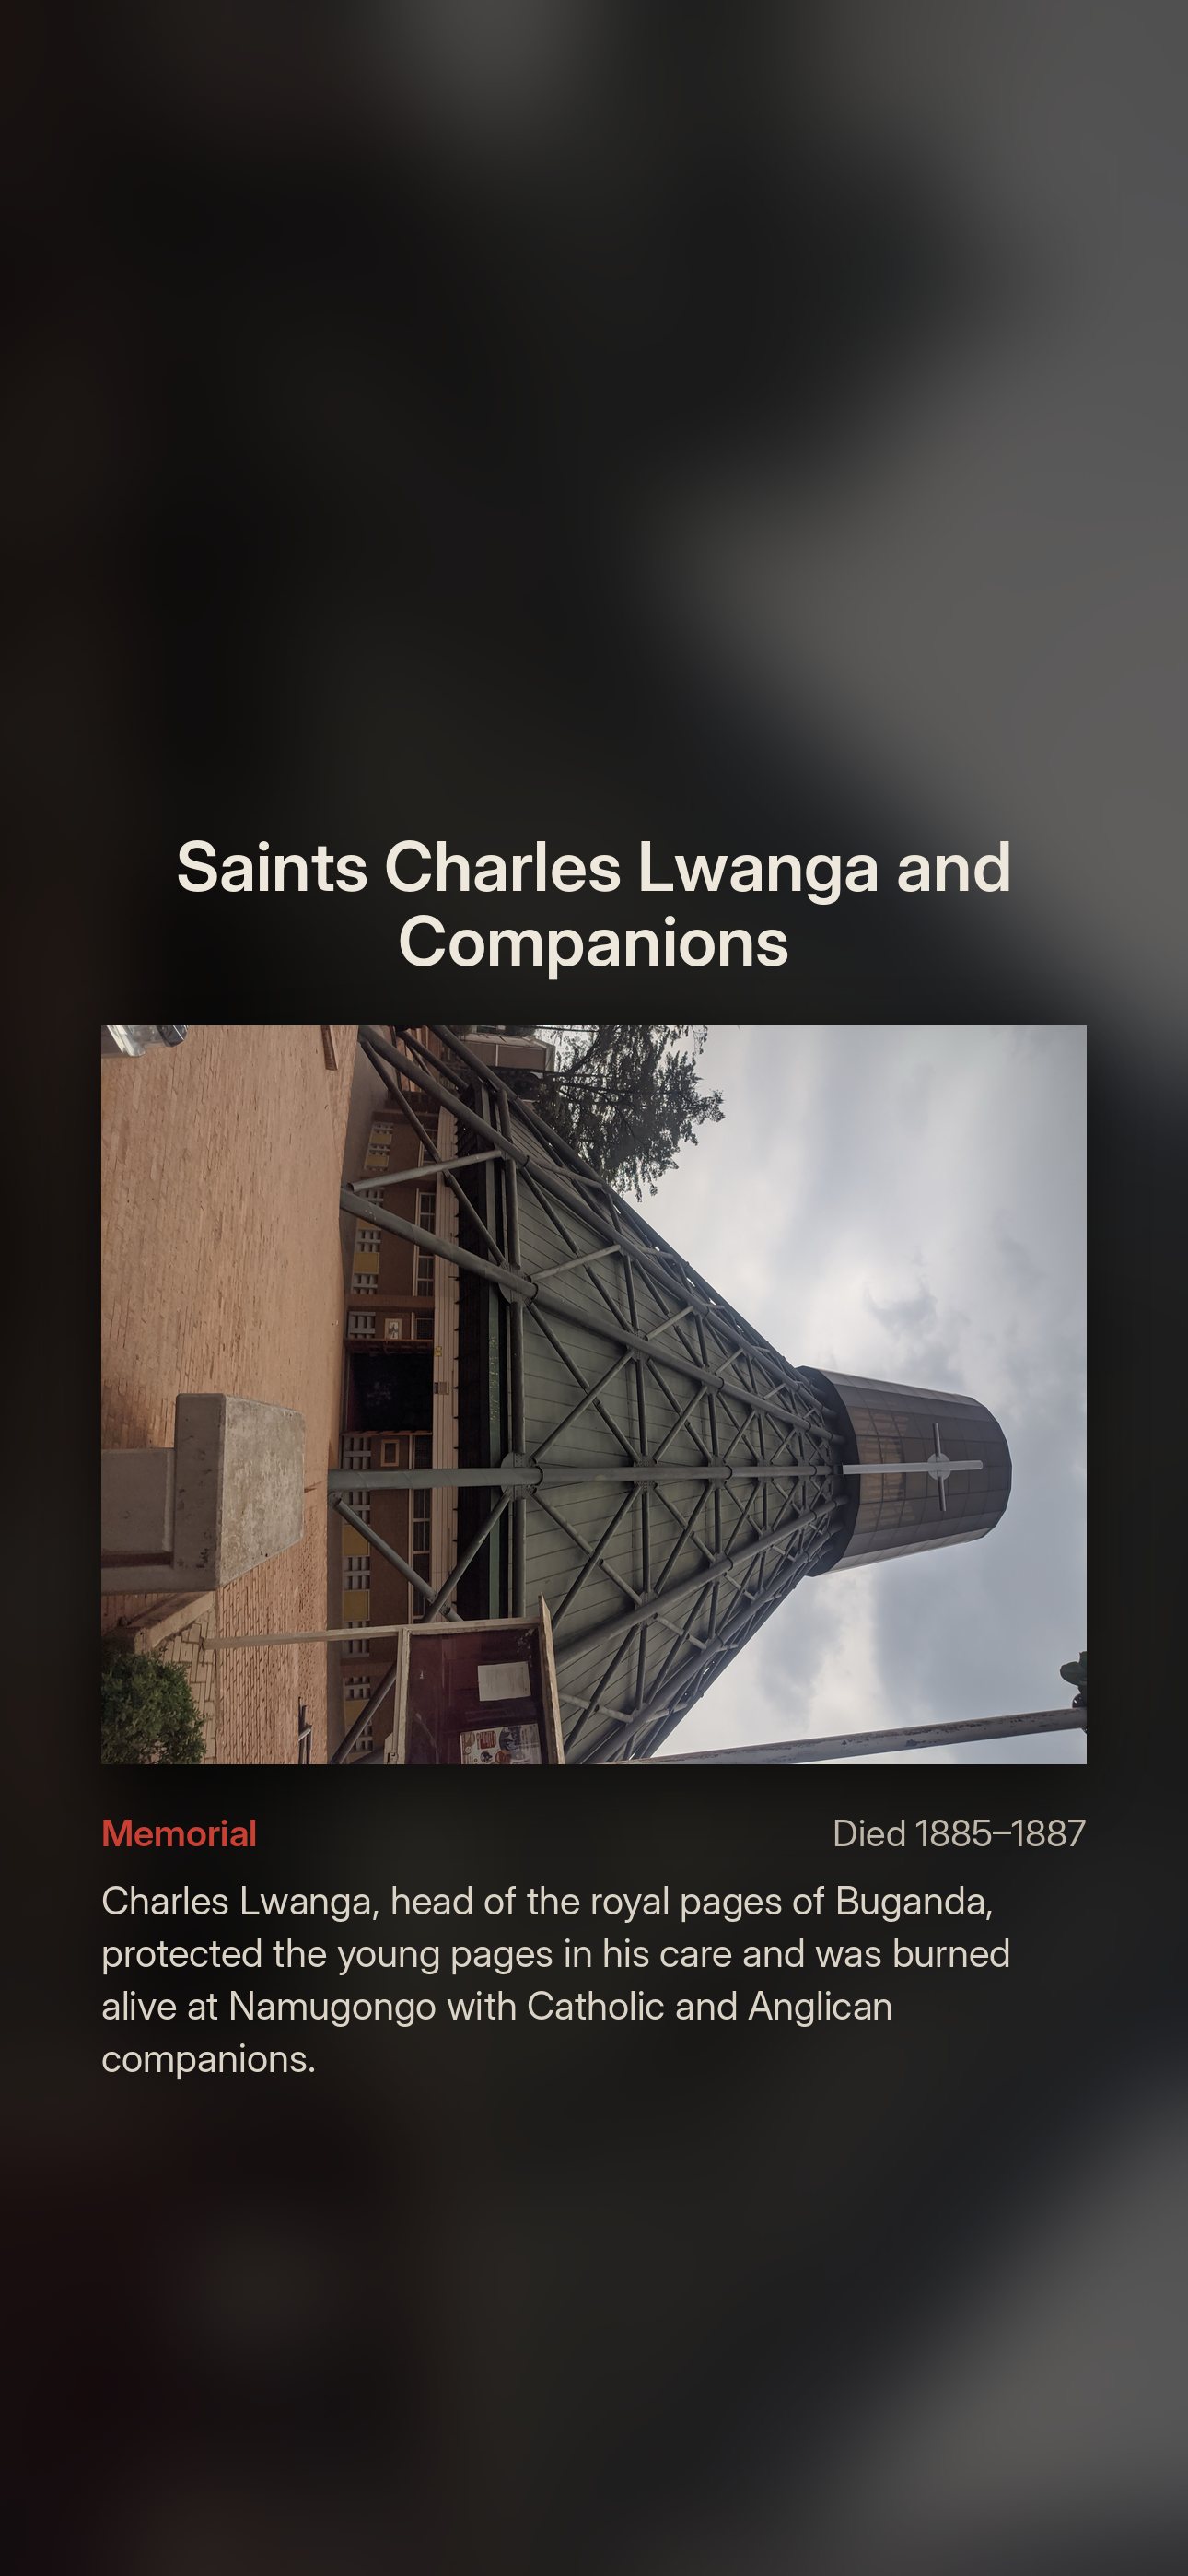 Saints Charles Lwanga and
Companions
Memorial
Died 1885–1887
Charles Lwanga, head of the royal pages of Buganda,
protected the young pages in his care and was burned
alive at Namugongo with Catholic and Anglican
companions.